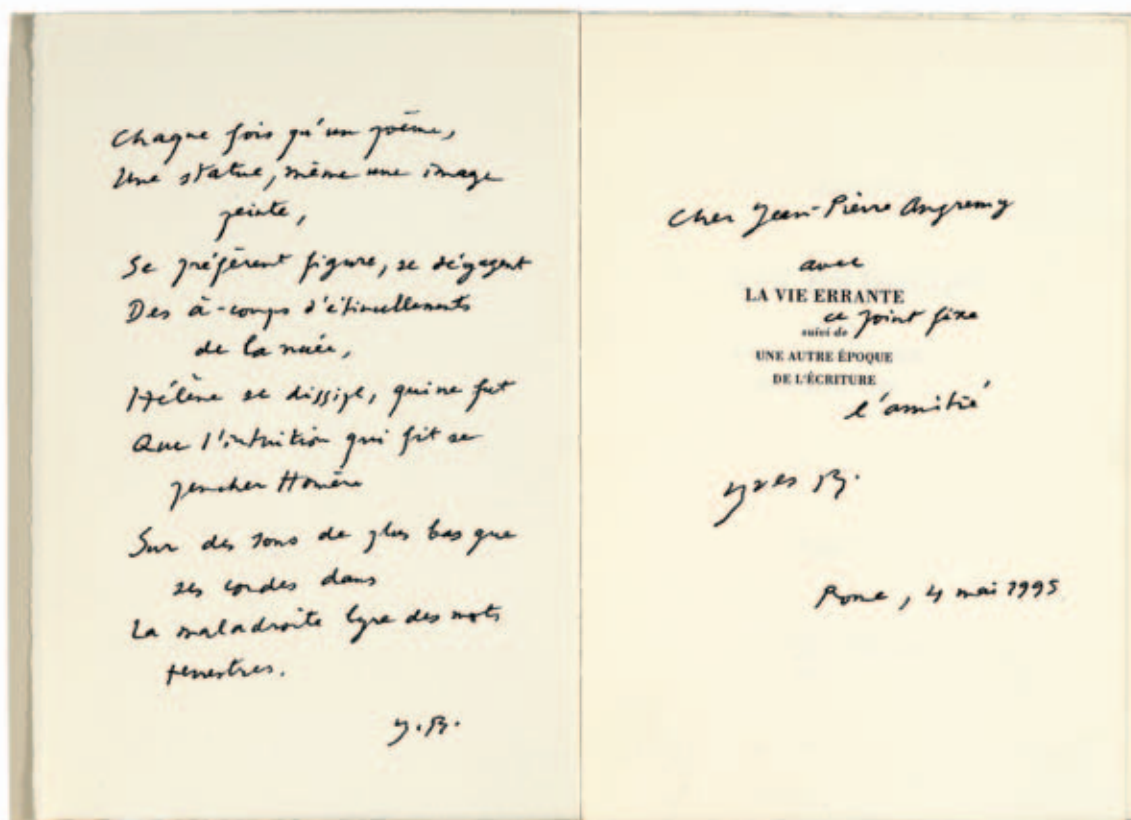 Chaque fois qu'un poème,
Une statue, même une image
peinte,
Se préfèrent figure, se dégagent
Des à-coups d'étincellements
de la nuée,
Hélène se dissipe, qui ne fut
Que l'intuition qui fit se
pencher Homère
Sur des sons de plus bas que
ses cordes dans
La maladroite lyre des mots
terrestres.
Y.B.
Cher Jean-Pierre Angremy
avec
LA VIE ERRANTE
ce point fixe
suivi de
UNE AUTRE ÉPOQUE
DE L'ÉCRITURE
l'amitié
Yves B.
Rome, 4 mai 1995